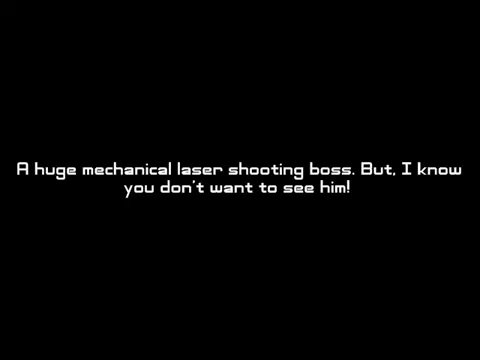 A huge mechanical laser shooting boss. But, I know
you don't want to see him!